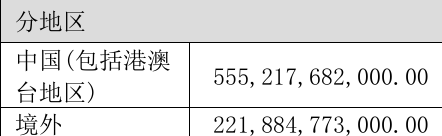 分地区
中国(包括港澳
台地区)
555,217,682,000.00
境外
221,884,773,000.00